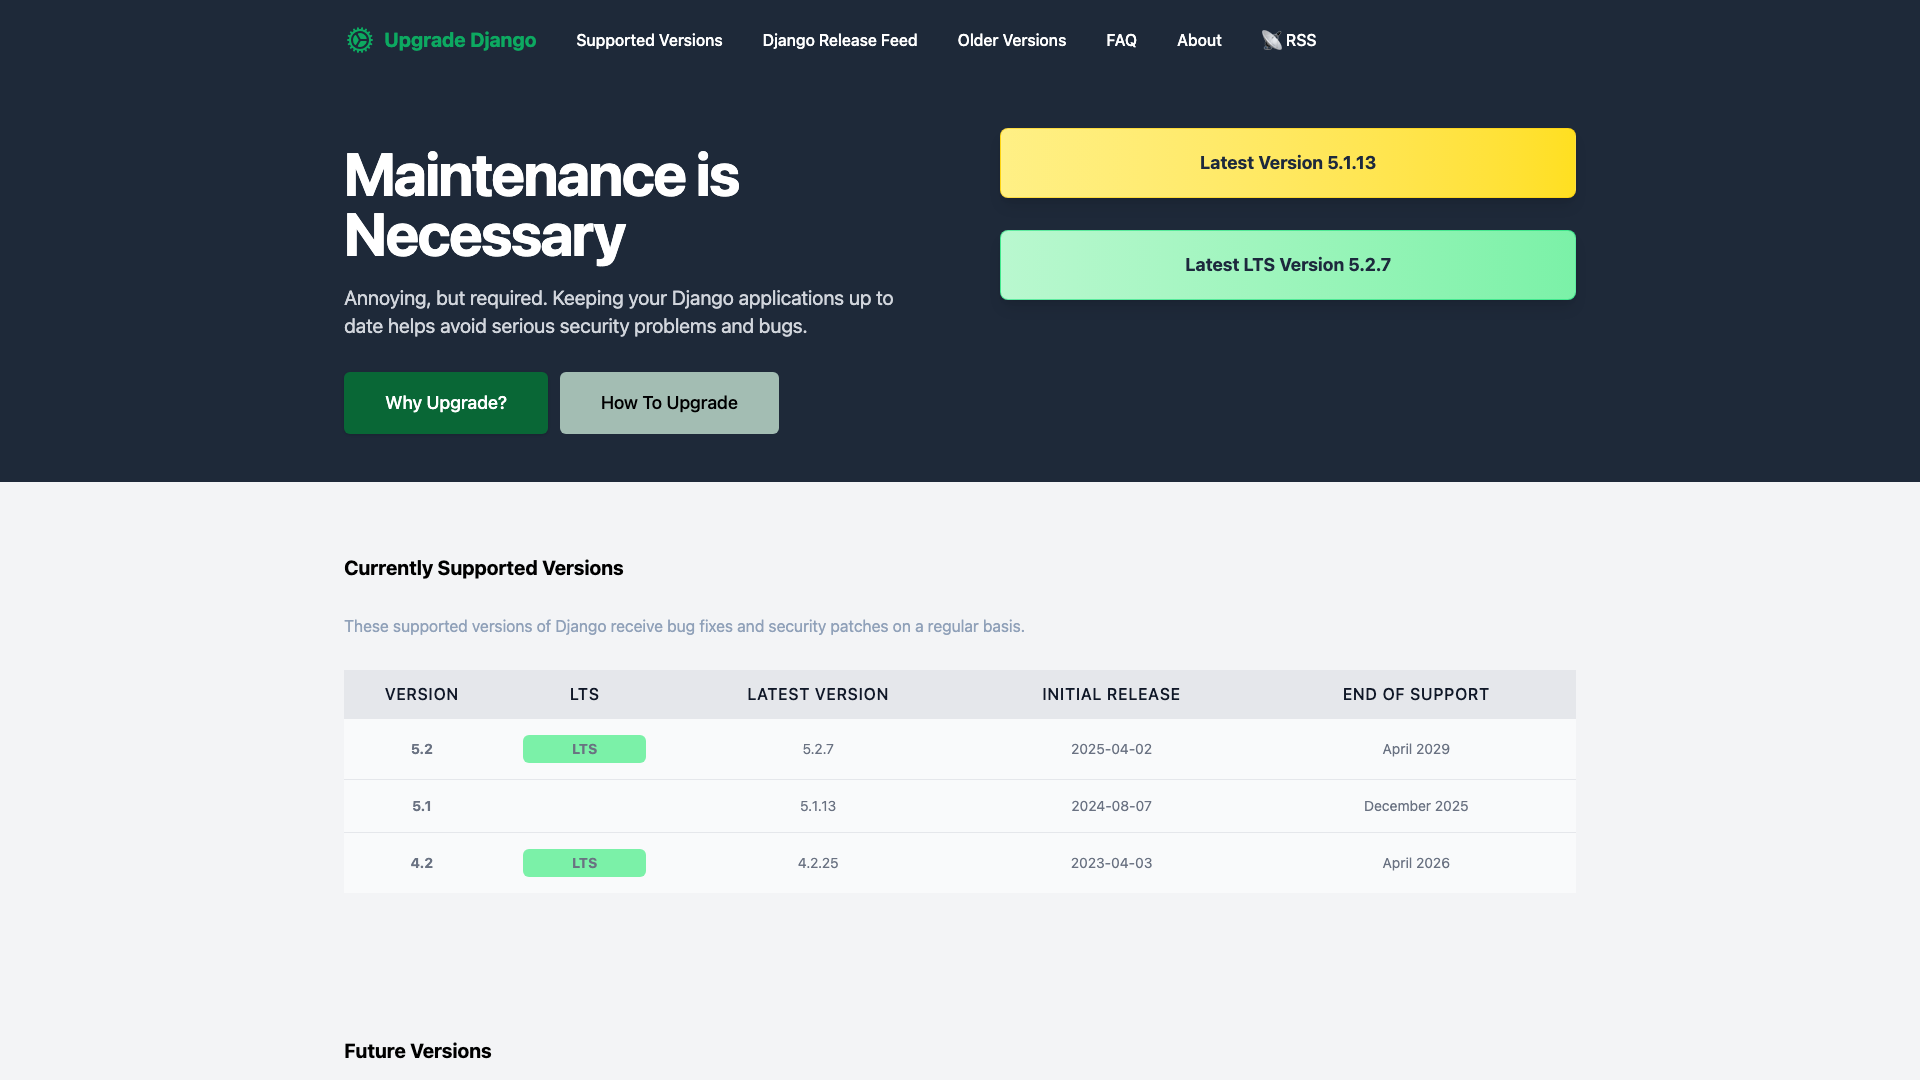 Upgrade Django
Supported Versions
Django Release Feed
Older Versions
FAQ
About
RSS
Maintenance is
Necessary
Annoying, but required. Keeping your Django applications up to
date helps avoid serious security problems and bugs.
Why Upgrade?
How To Upgrade
Latest Version 5.1.13
Latest LTS Version 5.2.7
Currently Supported Versions
These supported versions of Django receive bug fixes and security patches on a regular basis.
VERSION LTS LATEST VERSION INITIAL RELEASE END OF SUPPORT
5.2 LTS 5.2.7 2025-04-02 April 2029
5.1 5.1.13 2024-08-07 December 2025
4.2 LTS 4.2.25 2023-04-03 April 2026
Future Versions